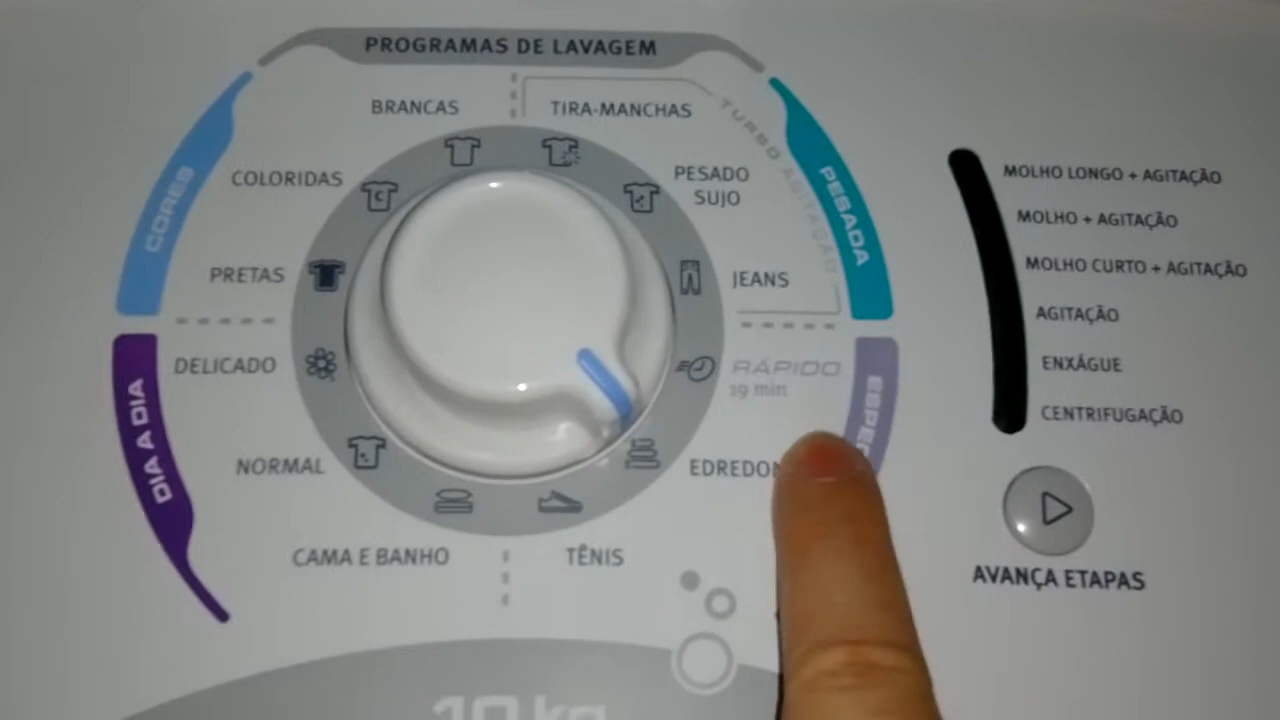 PROGRAMAS DE LAVAGEM
BRANCAS
TIRA-MANCHAS
TURBO AGITAÇÃO
COLORIDAS
C
PESADO
SUJO
CORES
PESADA
PRETAS
JEANS
DELICADO
RÁPIDO
19 min
DIA A DIA
NORMAL
CAMA E BANHO
TÊNIS
MOLHO LONGO + AGITAÇÃO
MOLHO + AGITAÇÃO
MOLHO CURTO + AGITAÇÃO
AGITAÇÃO
ENXÁGUE
CENTRIFUGAÇÃO
AVANÇA ETAPAS
10 kg